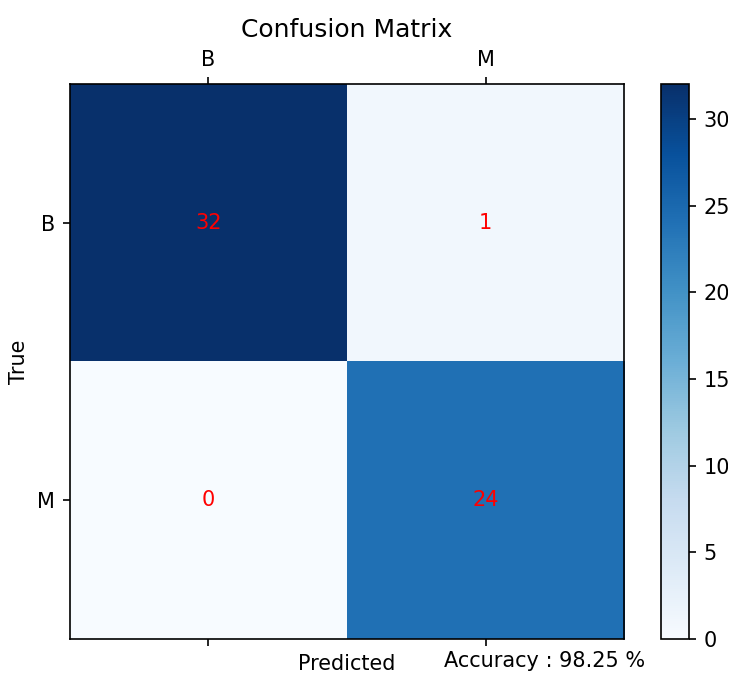 Confusion Matrix
B M
B 32 1
True
M 0 24
Predicted
Accuracy : 98.25 %
30
25
20
15
10
5
0